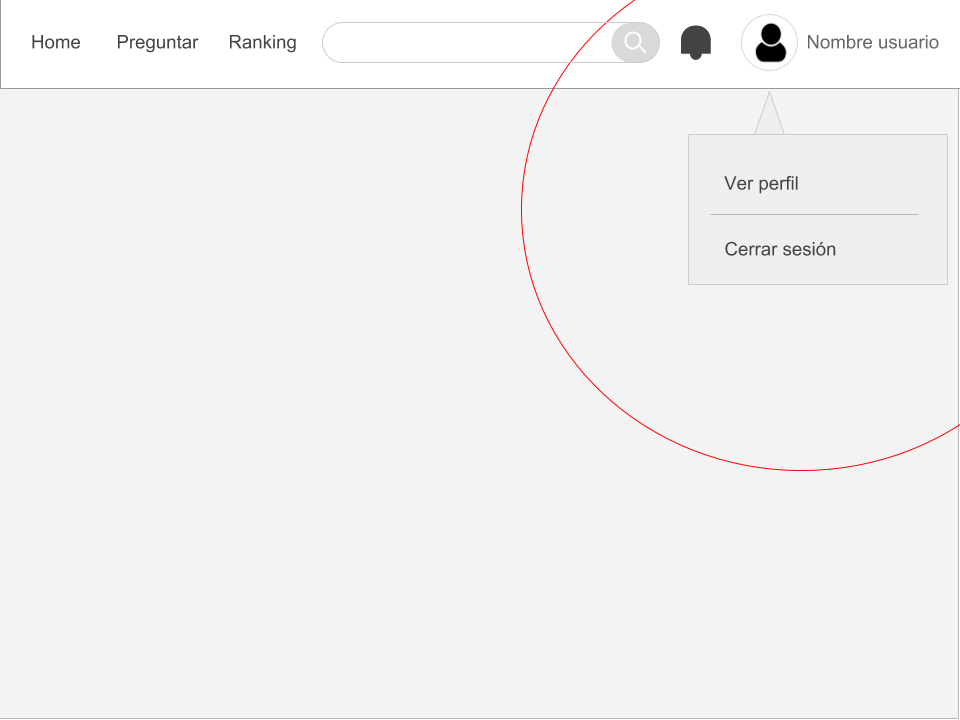 Home Preguntar Ranking Nombre usuario
Ver perfil
Cerrar sesión